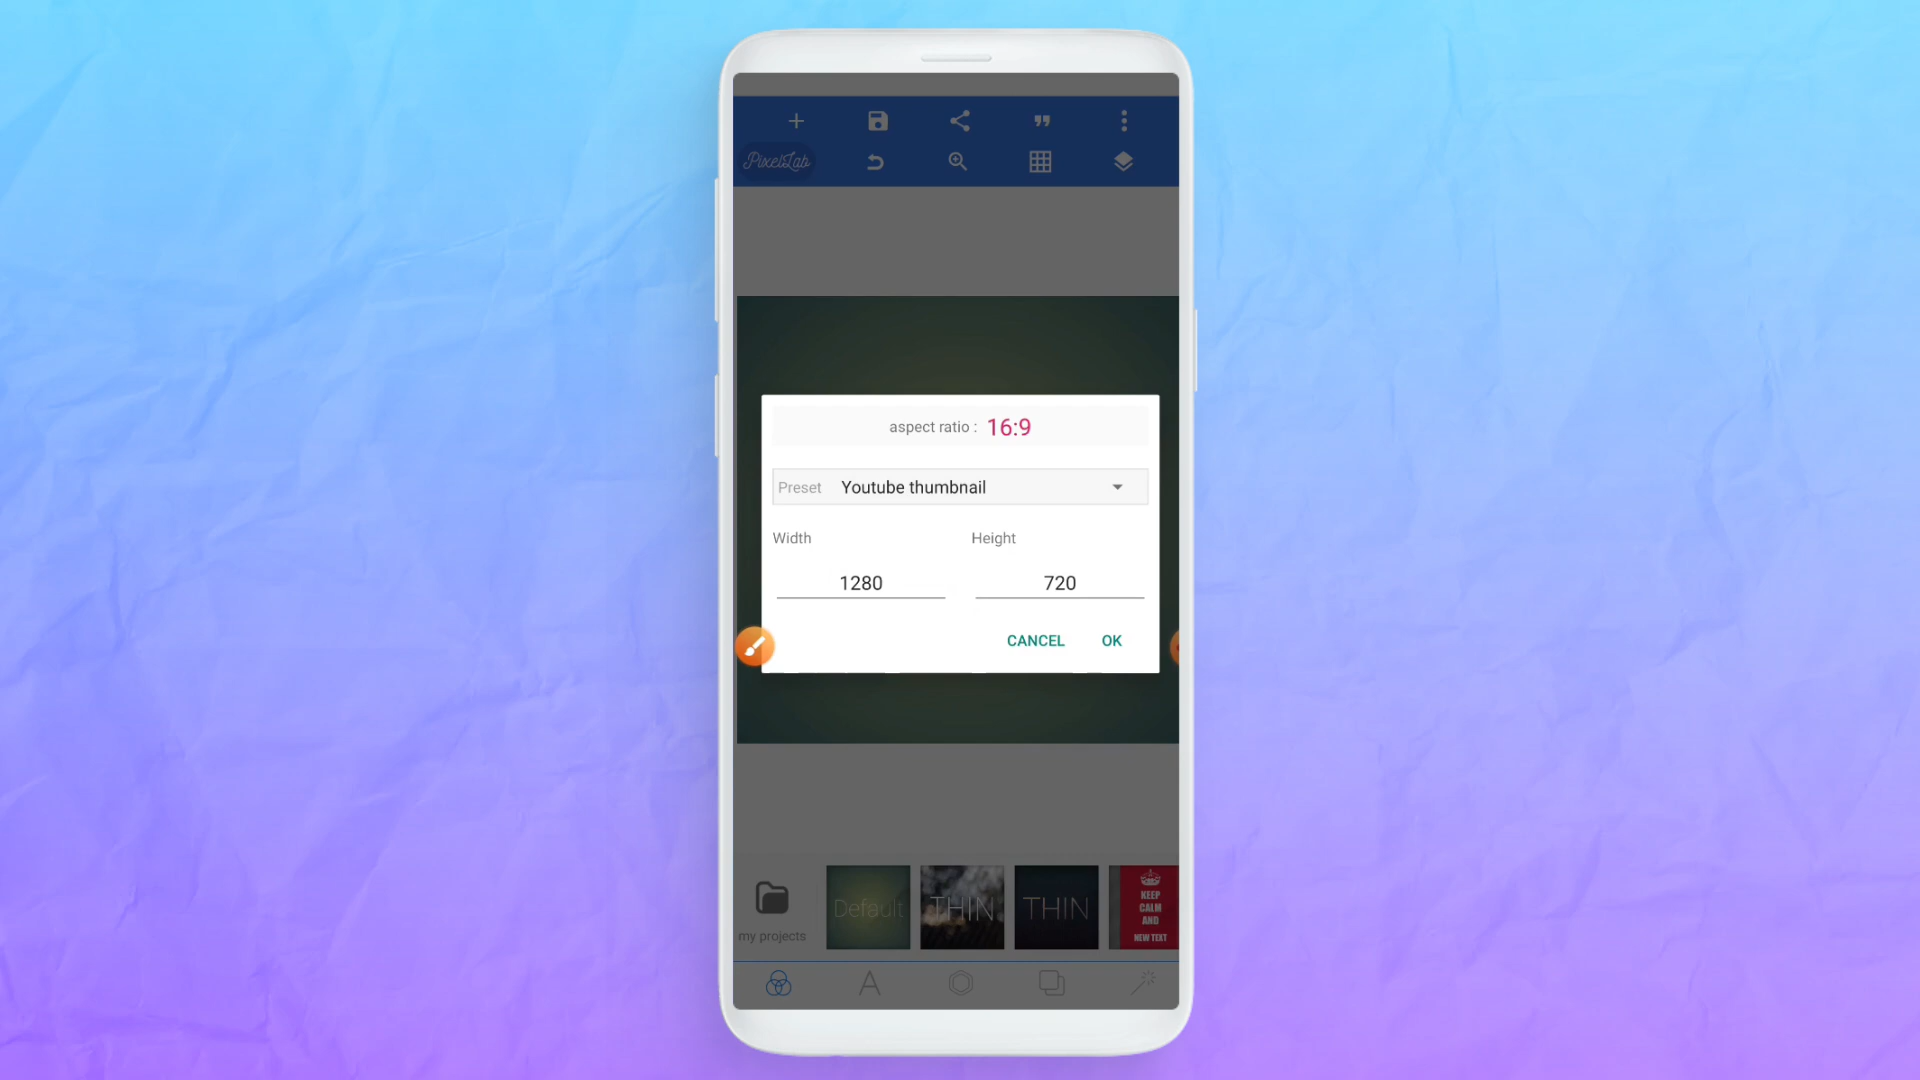 PixelLab
aspect ratio : 16:9
Preset Youtube thumbnail
Width Height
1280 720
CANCEL OK
my projects
Default
THIN
THIN
KEEP
CALM
AND
NEW TEXT
A